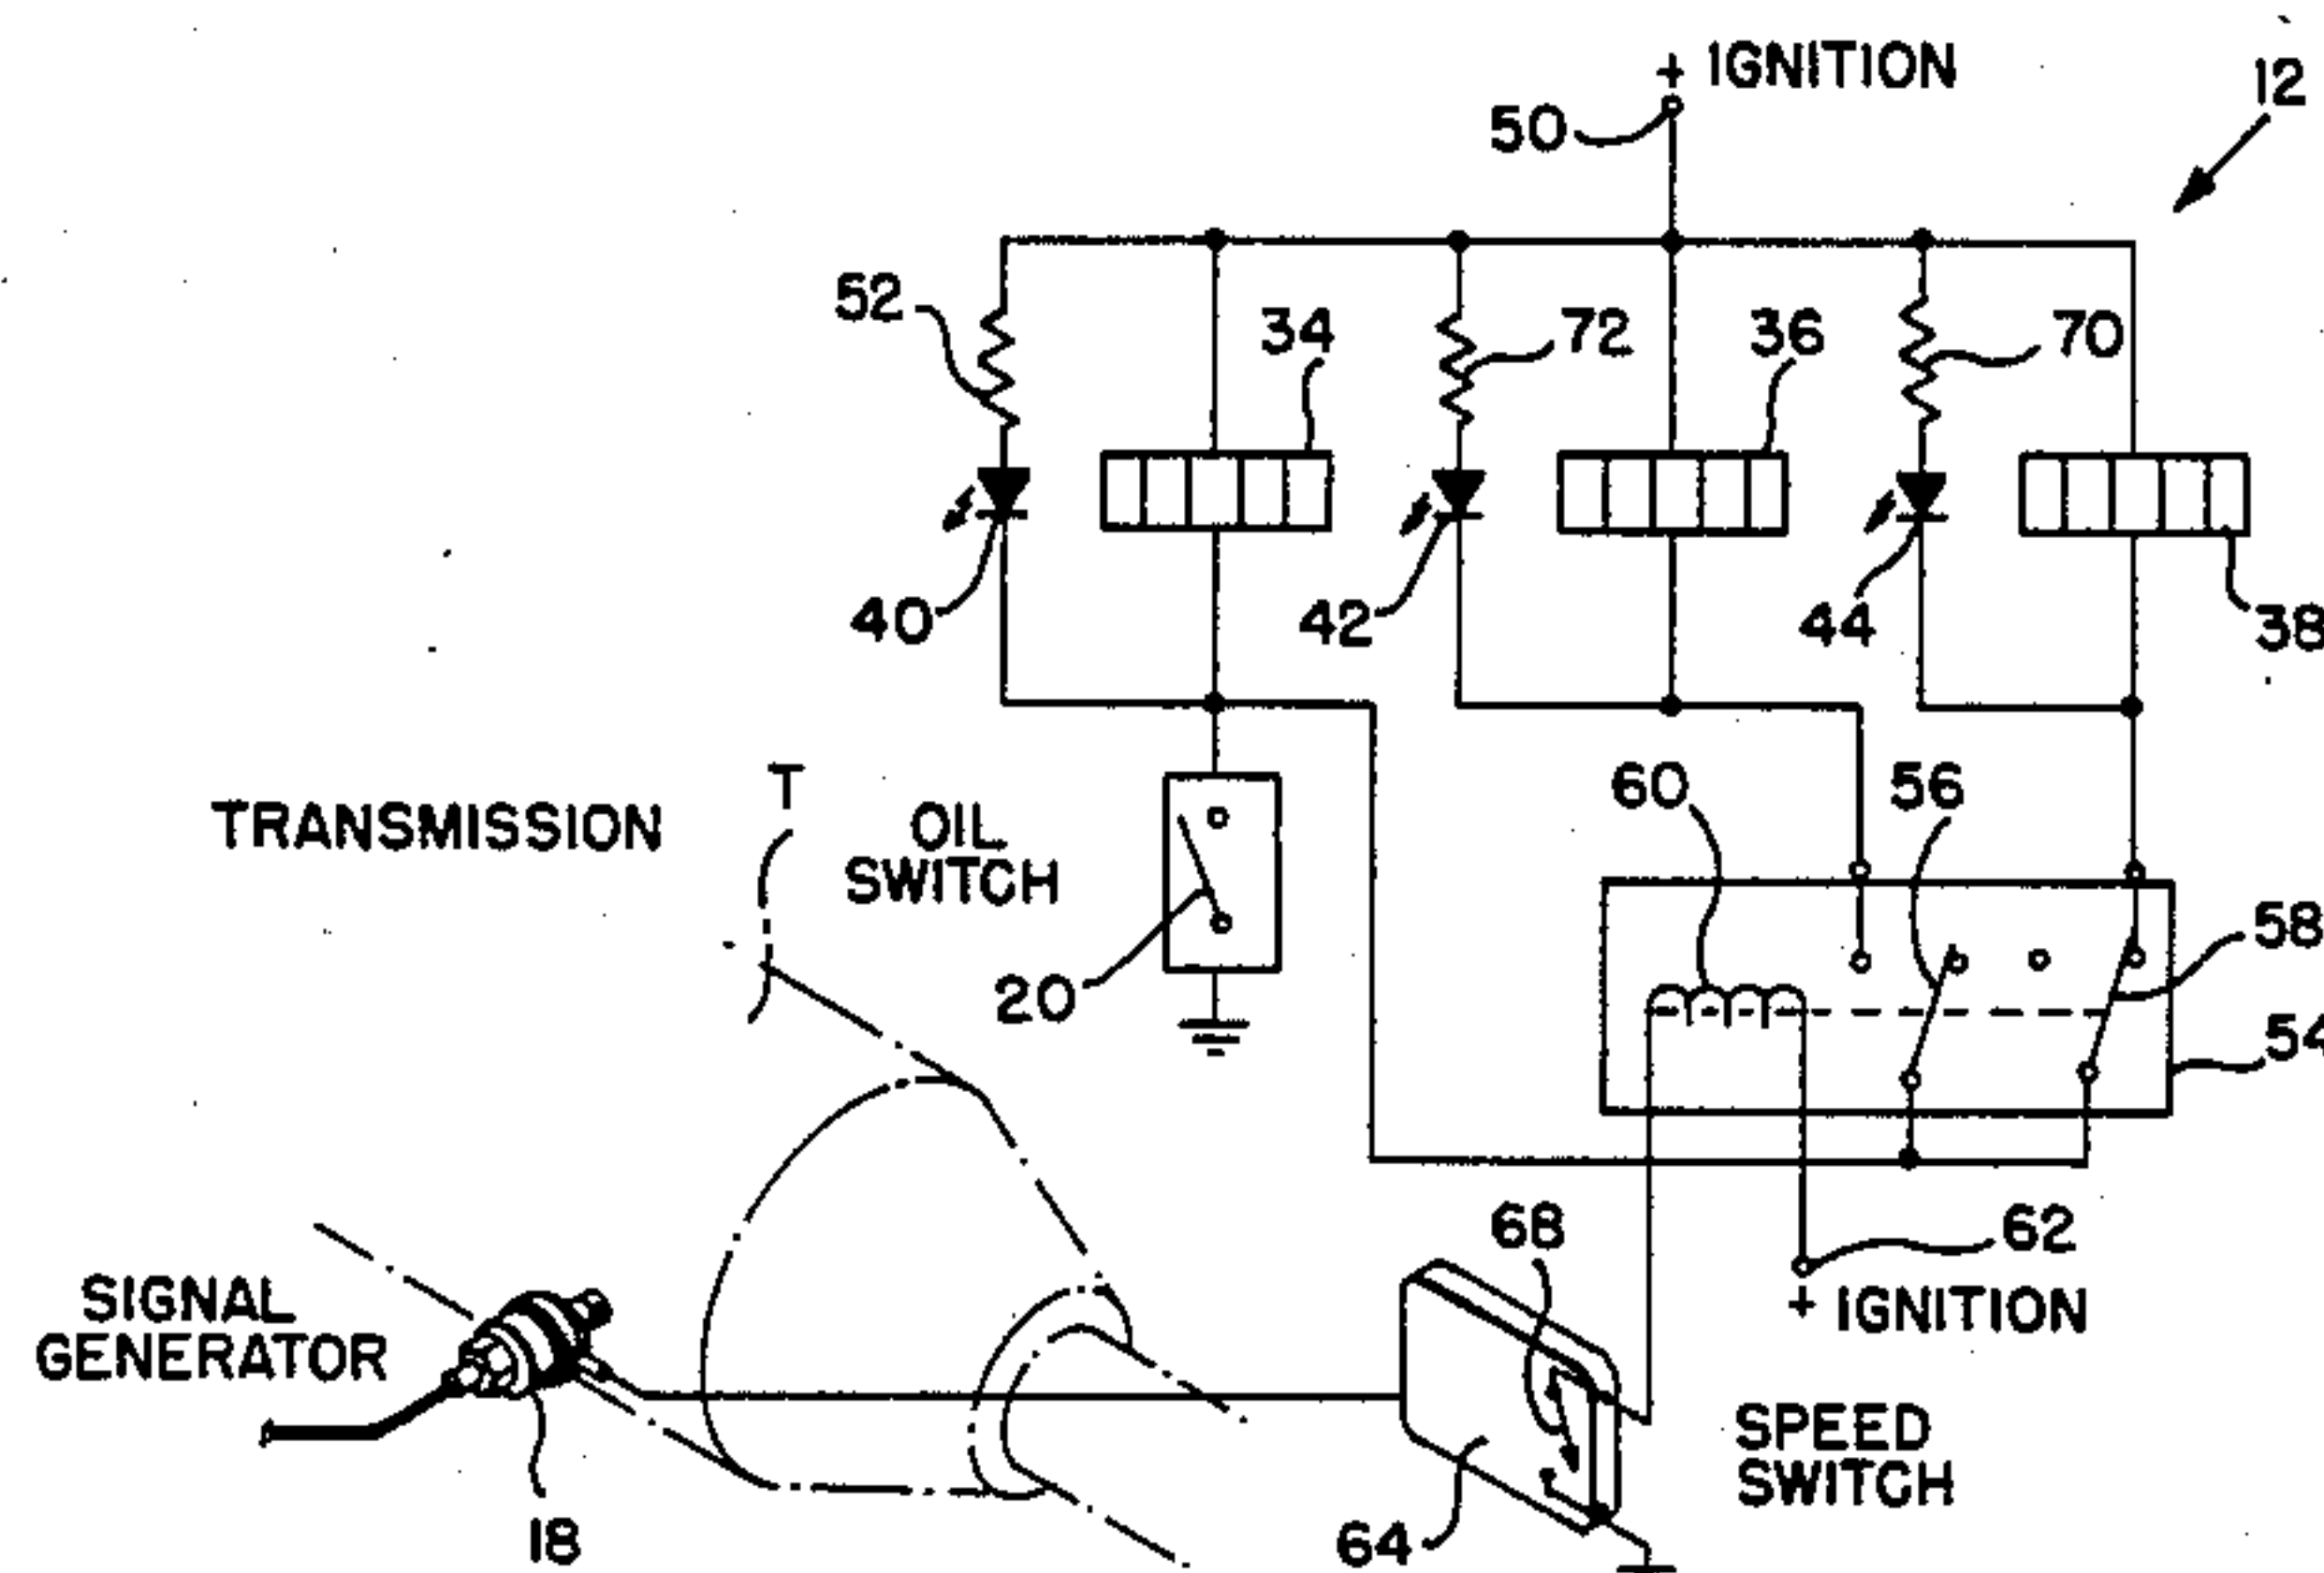 + IGNITION
12
50
52
34
72
36
70
40
42
44
38
T
TRANSMISSION
OIL
SWITCH
60
56
20
58
54
68
62
+ IGNITION
SIGNAL
GENERATOR
SPEED
SWITCH
18
64